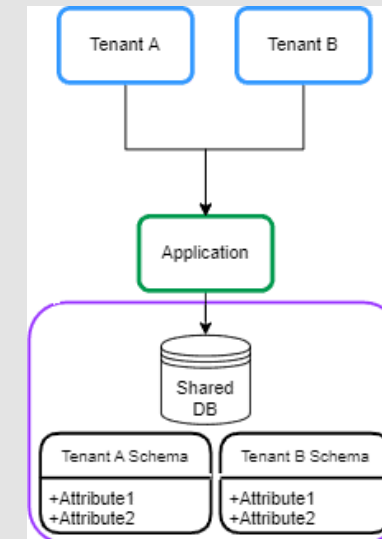 Tenant A
Tenant B
Application
Shared
DB
Tenant A Schema
Tenant B Schema
+Attribute1
+Attribute2
+Attribute1
+Attribute2